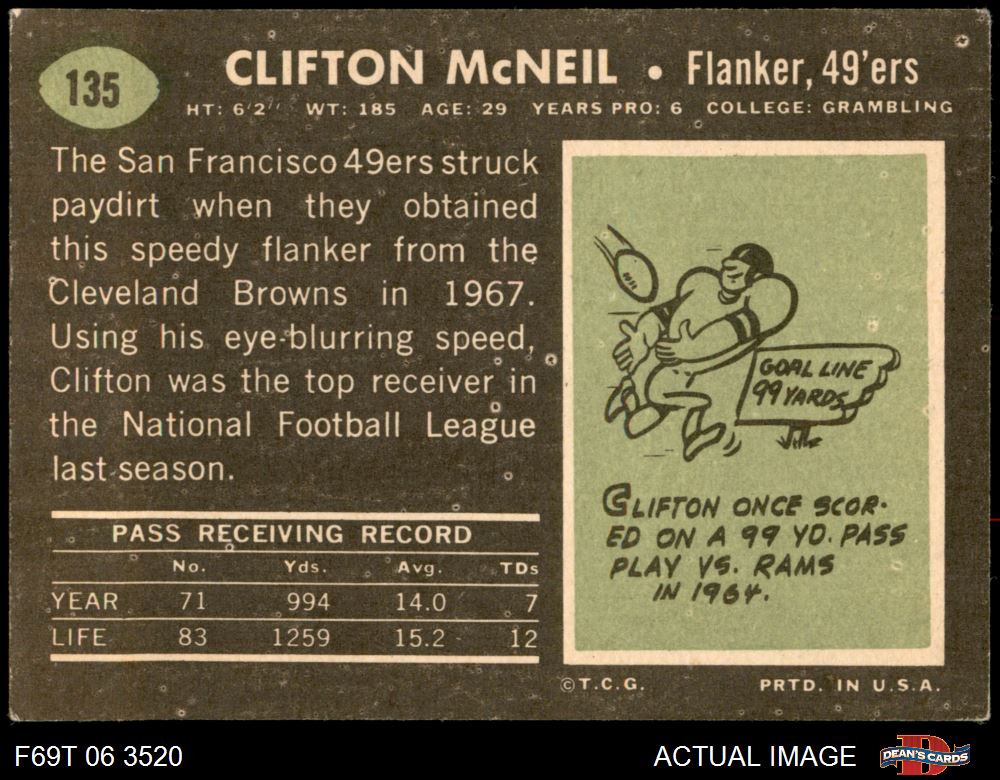 135
CLIFTON McNEIL • Flanker, 49'ers
HT: 6'2" WT: 185 AGE: 29 YEARS PRO: 6 COLLEGE: GRAMBLING
The San Francisco 49ers struck
paydirt when they obtained
this speedy flanker from the
Cleveland Browns in 1967.
Using his eye-blurring speed,
Clifton was the top receiver in
the National Football League
last season.
PASS RECEIVING RECORD
No. Yds. Avg. TDs
YEAR 71 994 14.0 7
LIFE 83 1259 15.2 12
GOAL LINE
99 YARDS
CLIFTON ONCE SCOR-
ED ON A 99 YD. PASS
PLAY VS. RAMS
IN 1964.
©T.C.G. PRTD. IN U.S.A.
F69T 06 3520 ACTUAL IMAGE DEAN'S CARDS